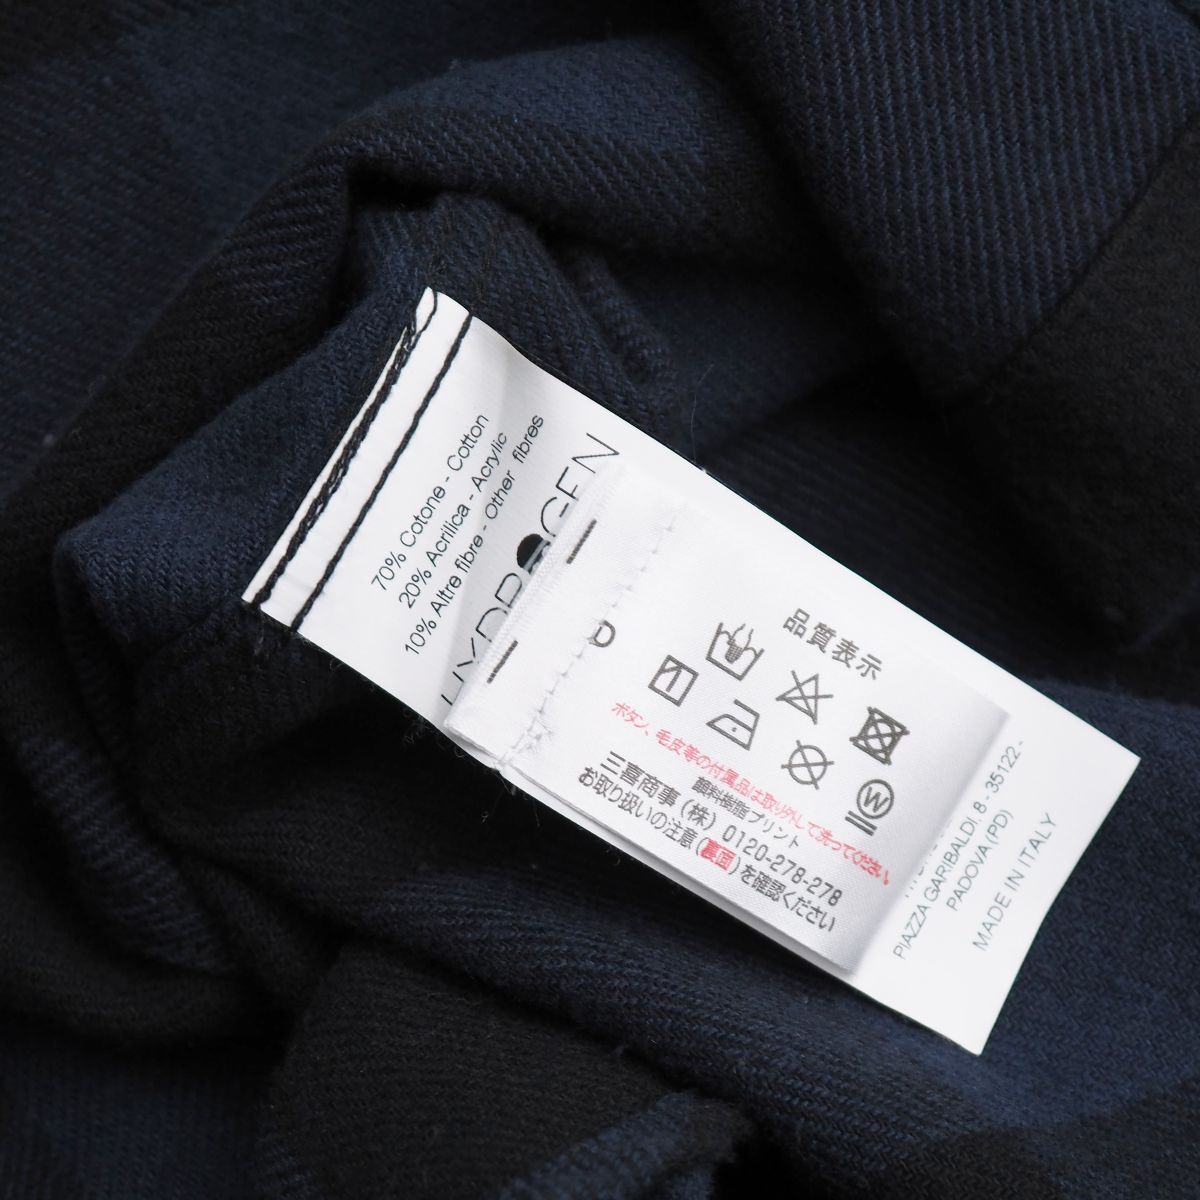 70% Cotone - Cotton
20% Acrilica - Acrylic
10% Altre fibre - Other fibres
HYDROGEN
品質表示
W
ボタン、毛皮等の付属品は取り外して洗ってください。
顔料樹脂プリント
三喜商事(株) 0120-278-278
お取り扱いの注意(裏面)を確認ください
PIAZZA GARIBALDI, 8 - 35122 -
PADOVA (PD)
MADE IN ITALY